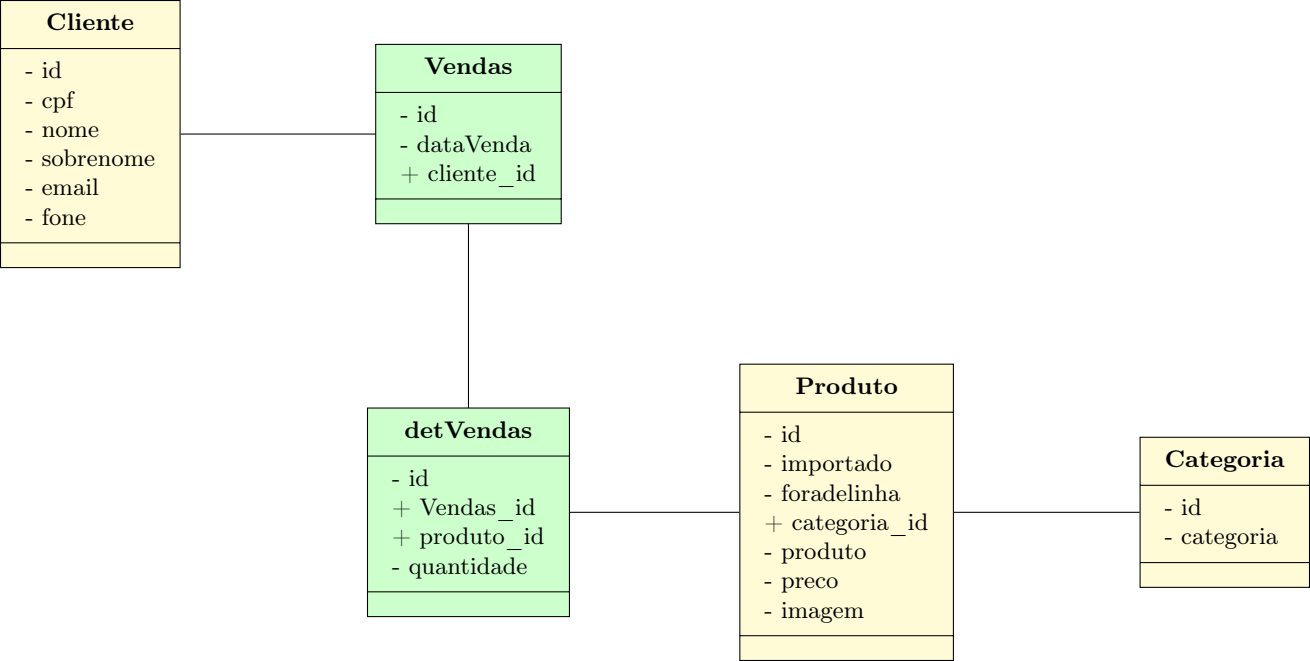 Cliente
- id
- cpf
- nome
- sobrenome
- email
- fone
Vendas
- id
- dataVenda
+ cliente_id
detVendas
- id
+ Vendas_id
+ produto_id
- quantidade
Produto
- id
- importado
- foradelinha
+ categoria_id
- produto
- preco
- imagem
Categoria
- id
- categoria